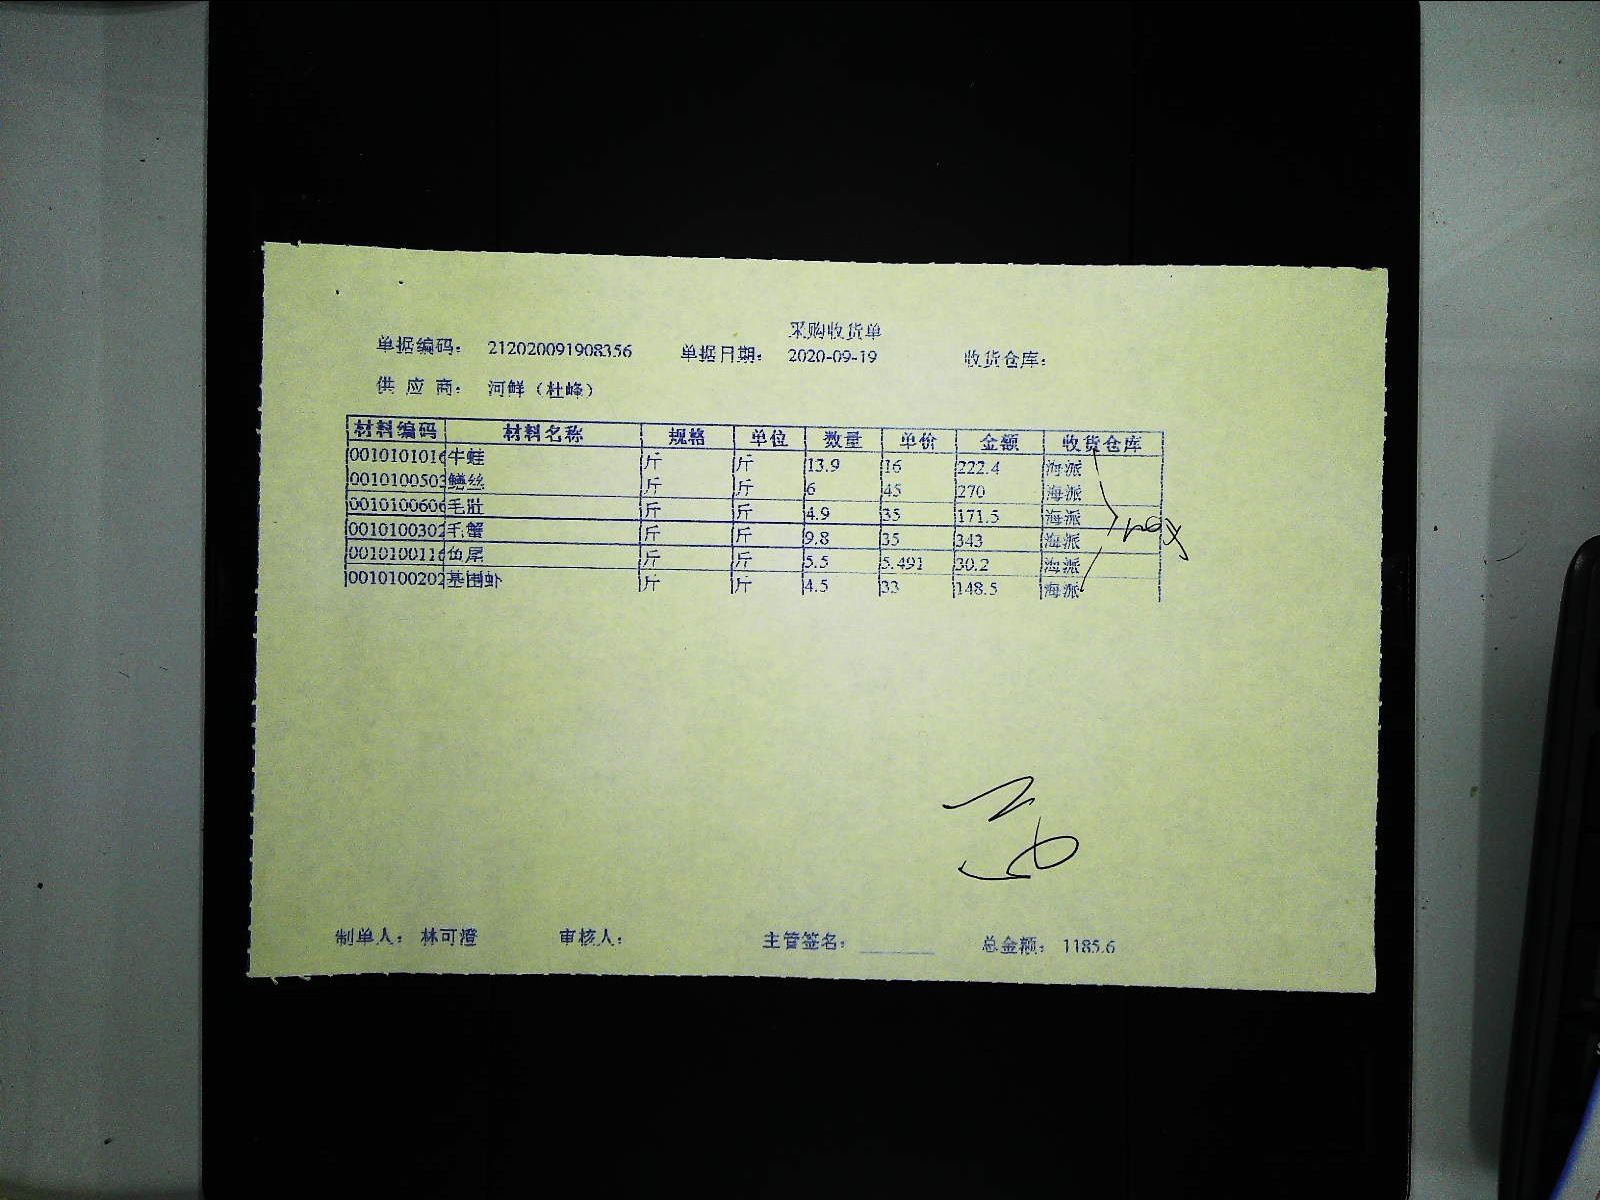 采购收货单
单据编码： 212020091908356 单据日期： 2020-09-19 收货仓库：
供 应 商： 河鲜（杜峰）
材料编码 材料名称 规格 单位 数量 单价 金额 收货仓库
0010101016 牛蛙 斤 斤 13.9 16 222.4 海派
0010100503 鳝丝 斤 斤 6 45 270 海派
0010100606 毛肚 斤 斤 4.9 35 171.5 海派
0010100302 毛蟹 斤 斤 9.8 35 343 海派
0010100116 鱼尾 斤 斤 5.5 5.491 30.2 海派
0010100202 基围虾 斤 斤 4.5 33 148.5 海派
制单人： 林可澄 审核人： 主管签名： 总金额： 1185.6